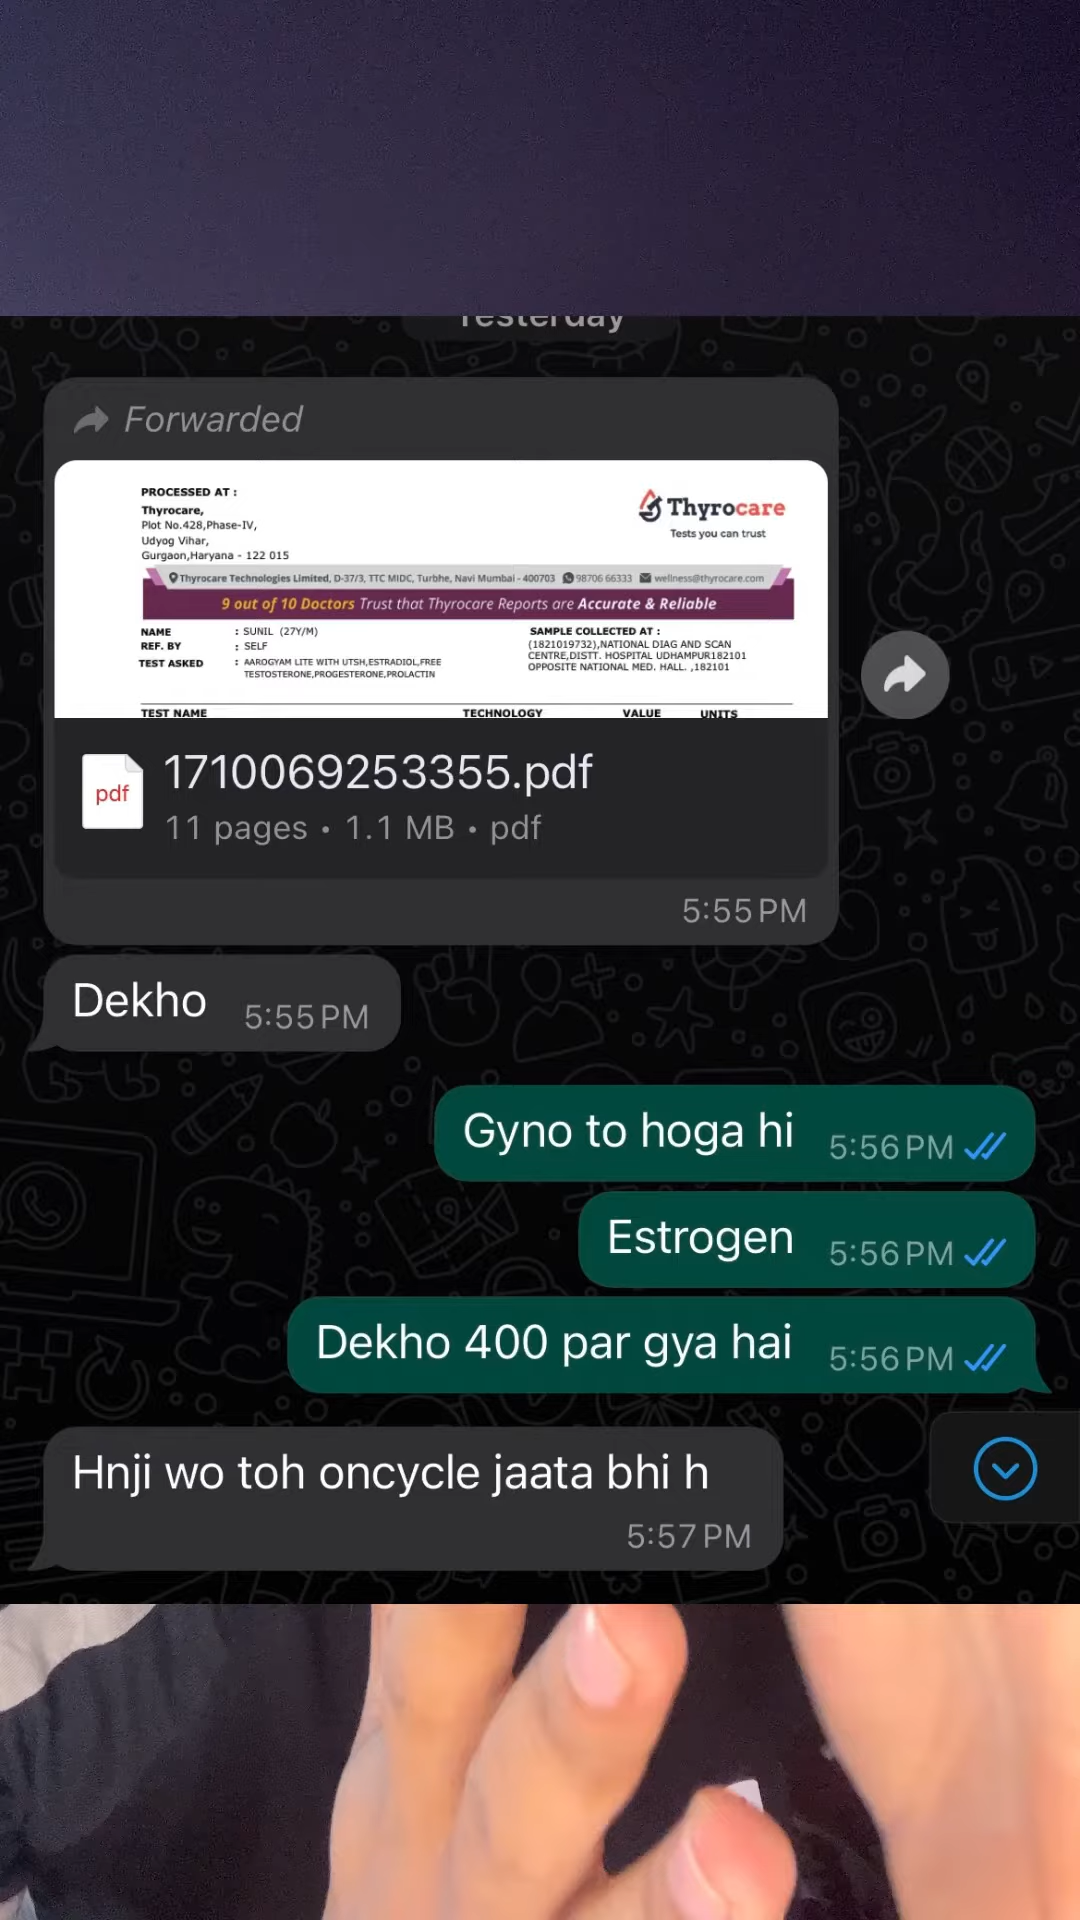 Yesterday
Forwarded
PROCESSED AT :
Thyrocare,
Plot No.428,Phase-IV,
Udyog Vihar,
Gurgaon,Haryana - 122 015
Thyrocare
Tests you can trust
Thyrocare Technologies Limited, D-37/3, TTC MIDC, Turbhe, Navi Mumbai - 400703 98706 66333 wellness@thyrocare.com
9 out of 10 Doctors Trust that Thyrocare Reports are Accurate & Reliable
NAME : SUNIL (27Y/M)
REF. BY : SELF
TEST ASKED : AAROGYAM LITE WITH UTSH,ESTRADIOL,FREE
TESTOSTERONE,PROGESTERONE,PROLACTIN
SAMPLE COLLECTED AT :
(1821019732),NATIONAL DIAG AND SCAN
CENTRE,DISTT. HOSPITAL UDHAMPUR182101
OPPOSITE NATIONAL MED. HALL. ,182101
TEST NAME TECHNOLOGY VALUE UNITS
pdf
1710069253355.pdf
11 pages • 1.1 MB • pdf
5:55 PM
Dekho 5:55 PM
Gyno to hoga hi 5:56 PM
Estrogen 5:56 PM
Dekho 400 par gya hai 5:56 PM
Hnji wo toh oncycle jaata bhi h
5:57 PM